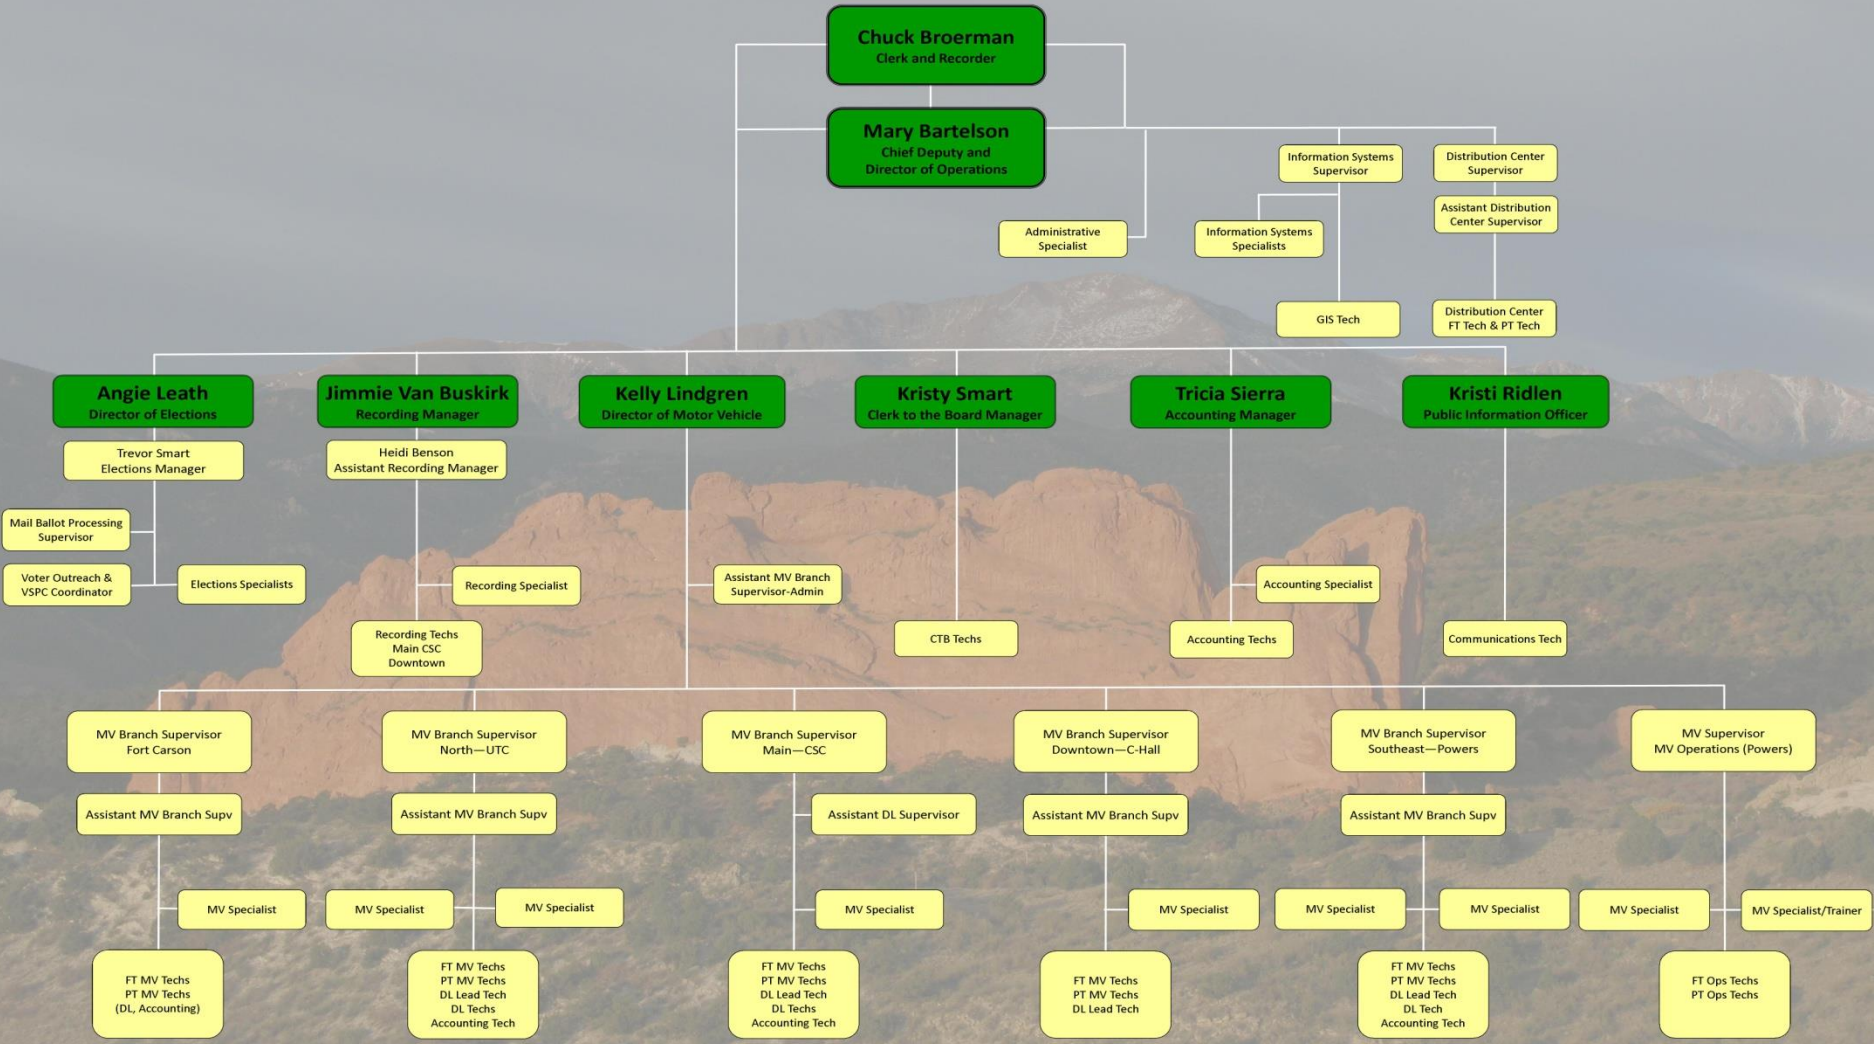 Chuck Broerman
Clerk and Recorder
Mary Bartelson
Chief Deputy and
Director of Operations
Information Systems
Supervisor
Distribution Center
Supervisor
Assistant Distribution
Center Supervisor
Administrative
Specialist
Information Systems
Specialists
GIS Tech
Distribution Center
FT Tech & PT Tech
Angie Leath
Director of Elections
Jimmie Van Buskirk
Recording Manager
Kelly Lindgren
Director of Motor Vehicle
Kristy Smart
Clerk to the Board Manager
Tricia Sierra
Accounting Manager
Kristi Ridlen
Public Information Officer
Trevor Smart
Elections Manager
Heidi Benson
Assistant Recording Manager
Mail Ballot Processing
Supervisor
Voter Outreach &
VSPC Coordinator
Elections Specialists
Recording Specialist
Assistant MV Branch
Supervisor-Admin
Accounting Specialist
Recording Techs
Main CSC
Downtown
CTB Techs
Accounting Techs
Communications Tech
MV Branch Supervisor
Fort Carson
MV Branch Supervisor
North—UTC
MV Branch Supervisor
Main—CSC
MV Branch Supervisor
Downtown—C-Hall
MV Branch Supervisor
Southeast—Powers
MV Supervisor
MV Operations (Powers)
Assistant MV Branch Supv
Assistant MV Branch Supv
Assistant DL Supervisor
Assistant MV Branch Supv
Assistant MV Branch Supv
MV Specialist
MV Specialist
MV Specialist
MV Specialist
MV Specialist
MV Specialist
MV Specialist
MV Specialist
MV Specialist/Trainer
FT MV Techs
PT MV Techs
(DL, Accounting)
FT MV Techs
PT MV Techs
DL Lead Tech
DL Techs
Accounting Tech
FT MV Techs
PT MV Techs
DL Lead Tech
DL Techs
Accounting Tech
FT MV Techs
PT MV Techs
DL Lead Tech
FT MV Techs
PT MV Techs
DL Lead Tech
DL Tech
Accounting Tech
FT Ops Techs
PT Ops Techs